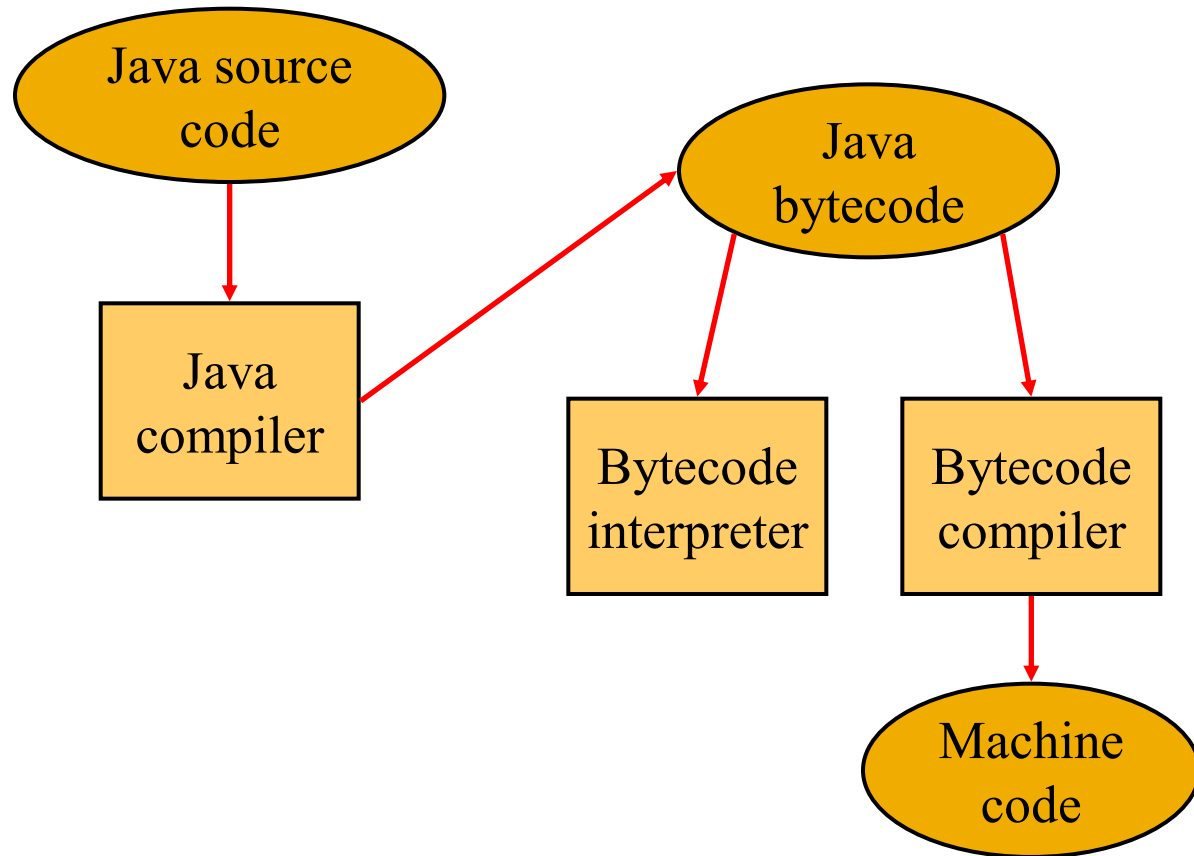 Java source
code
Java
bytecode
Java
compiler
Bytecode
interpreter
Bytecode
compiler
Machine
code